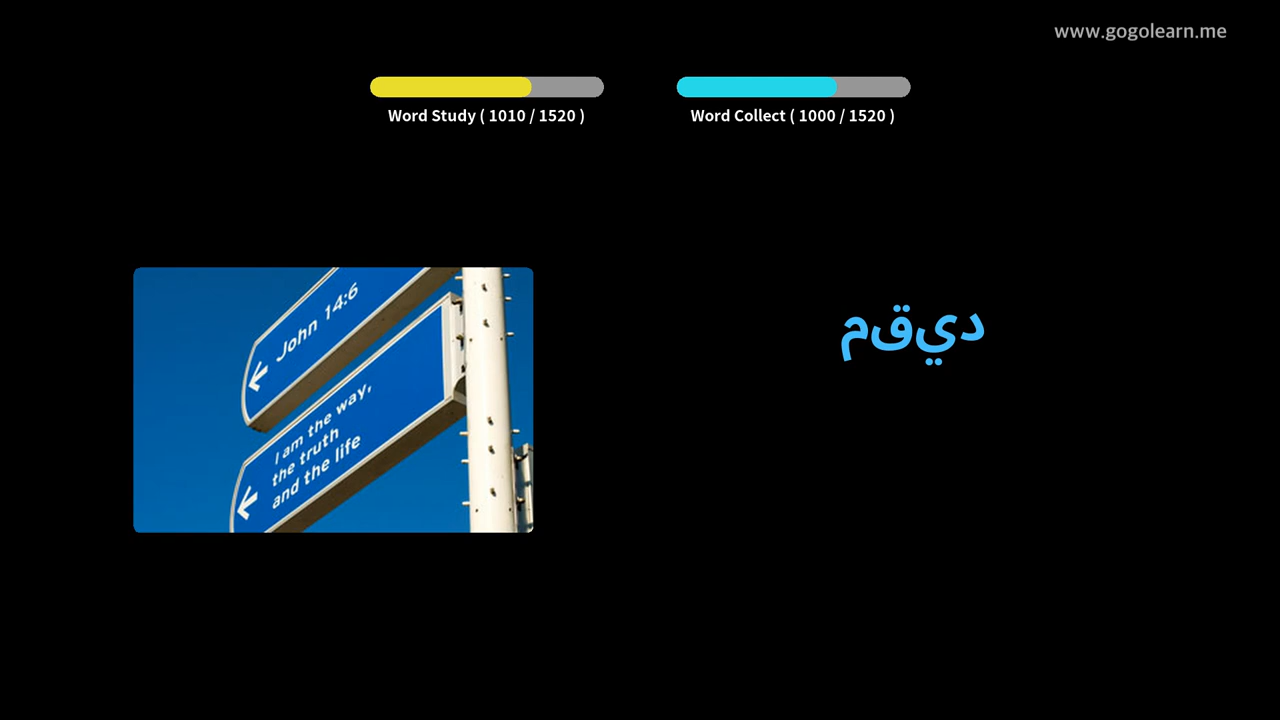 www.gogolearn.me
Word Study ( 1010 / 1520 )
Word Collect ( 1000 / 1520 )
John 14:6
I am the way,
the truth
and the life
ديقم